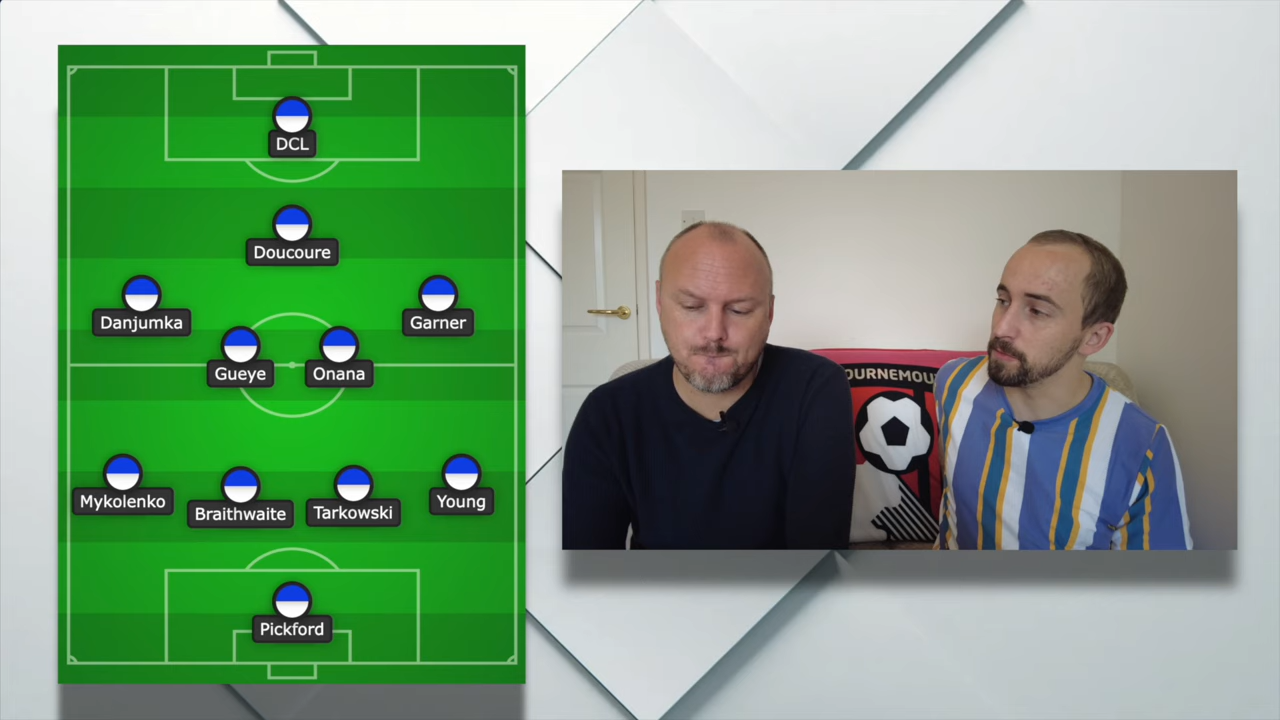 DCL
Doucoure
Danjumka
Garner
Gueye
Onana
Mykolenko
Braithwaite
Tarkowski
Young
Pickford
OURNEMOU